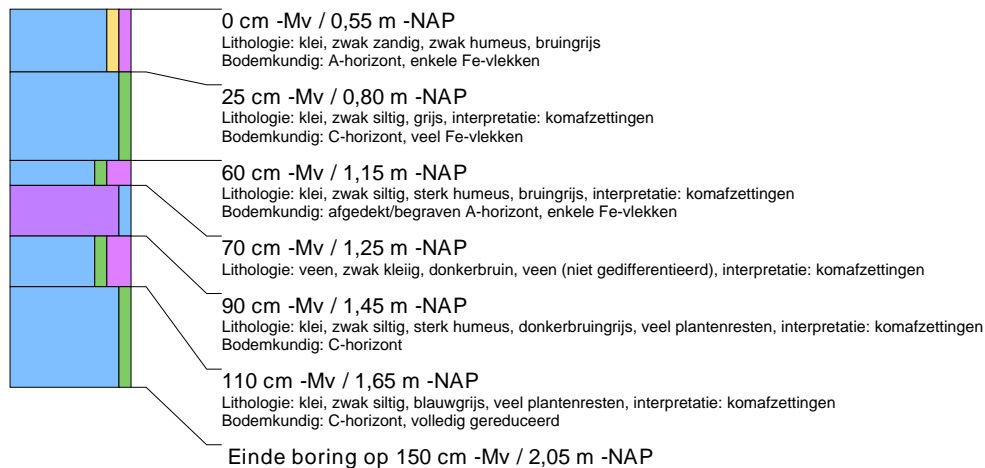 0 cm -Mv / 0,55 m -NAP
Lithologie: klei, zwak zandig, zwak humeus, bruingrijs
Bodemkundig: A-horizont, enkele Fe-vlekken
25 cm -Mv / 0,80 m -NAP
Lithologie: klei, zwak siltig, grijs, interpretatie: komafzettingen
Bodemkundig: C-horizont, veel Fe-vlekken
60 cm -Mv / 1,15 m -NAP
Lithologie: klei, zwak siltig, sterk humeus, bruingrijs, interpretatie: komafzettingen
Bodemkundig: afgedekt/begraven A-horizont, enkele Fe-vlekken
70 cm -Mv / 1,25 m -NAP
Lithologie: veen, zwak kleiig, donkerbruin, veen (niet gedifferentieerd), interpretatie: komafzettingen
90 cm -Mv / 1,45 m -NAP
Lithologie: klei, zwak siltig, sterk humeus, donkerbruingrijs, veel plantenresten, interpretatie: komafzettingen
Bodemkundig: C-horizont
110 cm -Mv / 1,65 m -NAP
Lithologie: klei, zwak siltig, blauwgrijs, veel plantenresten, interpretatie: komafzettingen
Bodemkundig: C-horizont, volledig gereduceerd
Einde boring op 150 cm -Mv / 2,05 m -NAP